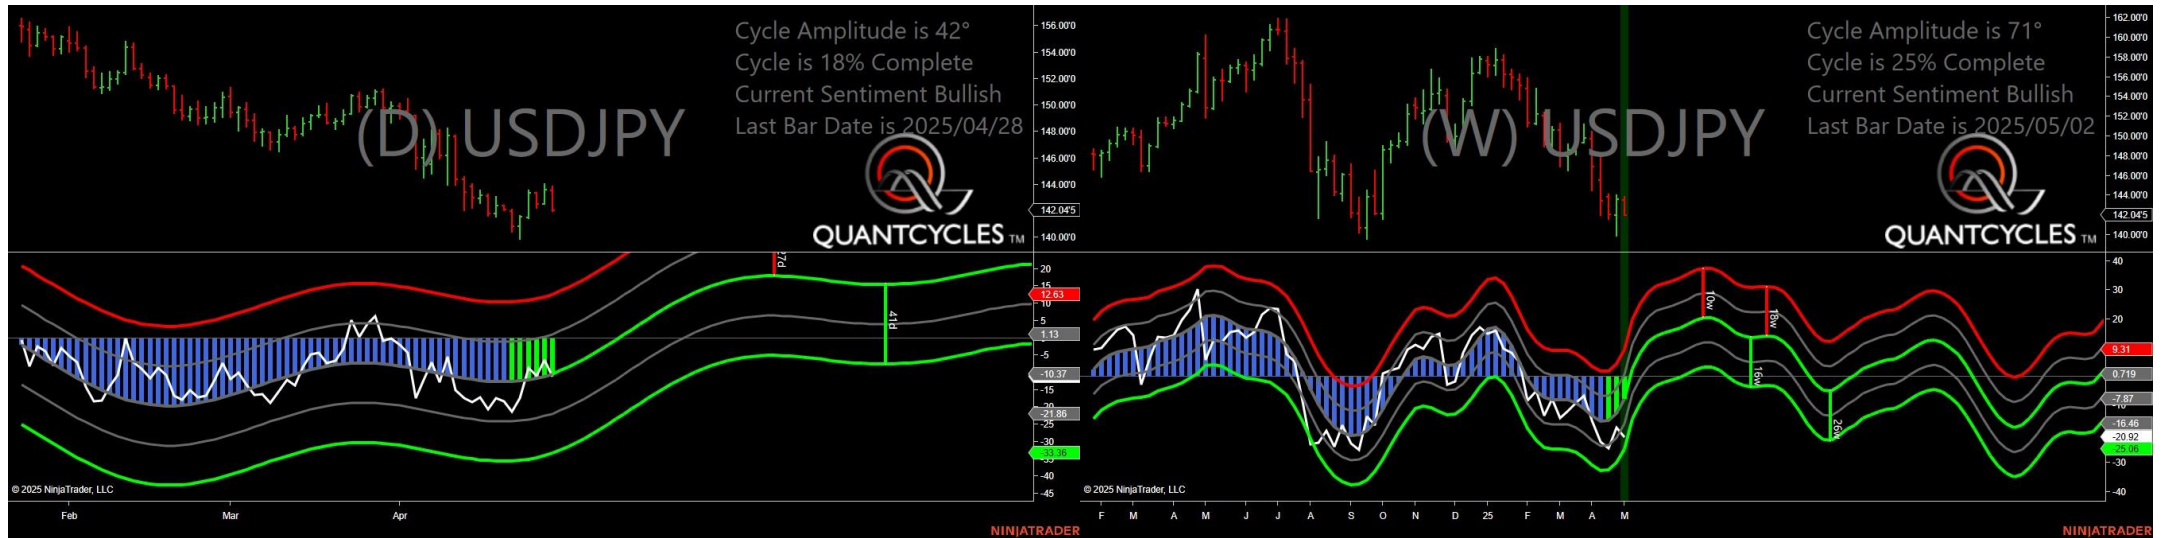 Cycle Amplitude is 42°
Cycle is 18% Complete
Current Sentiment Bullish
Last Bar Date is 2025/04/28
(D) USDJPY
QUANTCYCLES TM
156.00'0
154.00'0
152.00'0
150.00'0
148.00'0
146.00'0
144.00'0
142.04'5
140.00'0
20
15
12.63
10
5
1.13
-5
-10.37
-15
-21.86
-25
-30
-33.36
-40
-45
41d
© 2025 NinjaTrader, LLC
Feb Mar Apr
NINJATRADER
Cycle Amplitude is 71°
Cycle is 25% Complete
Current Sentiment Bullish
Last Bar Date is 2025/05/02
(W) USDJPY
QUANTCYCLES TM
162.00'0
160.00'0
158.00'0
156.00'0
154.00'0
152.00'0
150.00'0
148.00'0
146.00'0
144.00'0
142.04'5
140.00'0
40
30
20
9.31
0.719
-7.87
-16.46
-20.92
-25.06
-30
-40
10w
18w
16w
26w
© 2025 NinjaTrader, LLC
F M A M J J A S O N D 25 F M A M
NINJATRADER